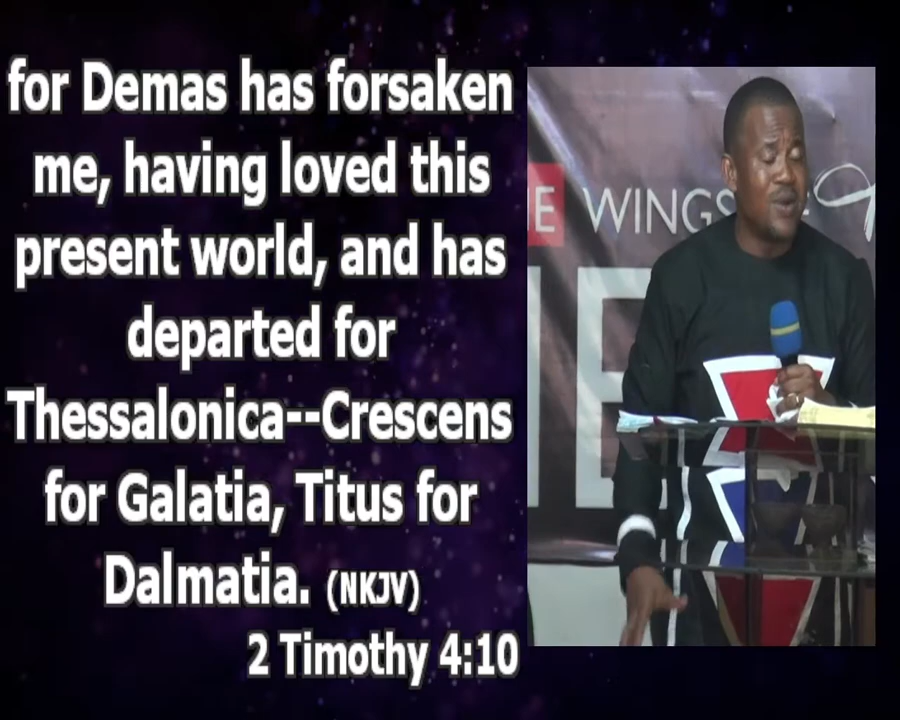 for Demas has forsaken
me, having loved this
present world, and has
departed for
Thessalonica--Crescens
for Galatia, Titus for
Dalmatia. (NKJV)
2 Timothy 4:10
WINGS